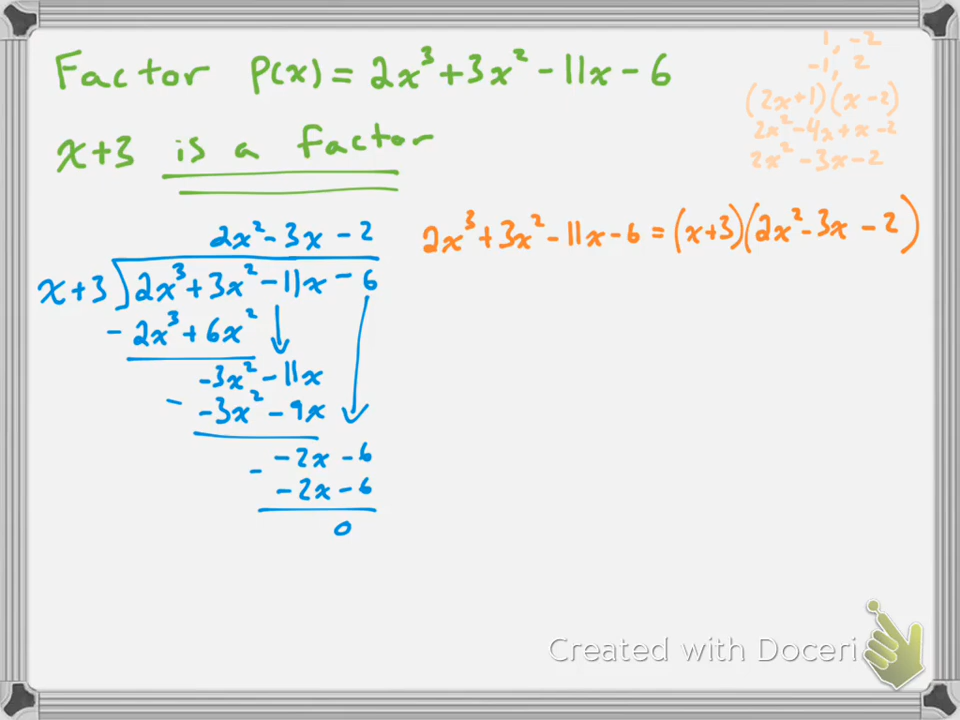 Factor P(x) = 2x³ + 3x² - 11x - 6
x+3 is a factor
1, -2
-1, 2
(2x+1)(x-2)
2x² - 4x + x - 2
2x² - 3x - 2
2x² - 3x - 2
x+3 ) 2x³ + 3x² - 11x - 6
- 2x³ + 6x²
-3x² - 11x
- -3x² - 9x
- -2x - 6
-2x - 6
0
2x³ + 3x² - 11x - 6 = (x+3)(2x² - 3x - 2)
Created with Doceri